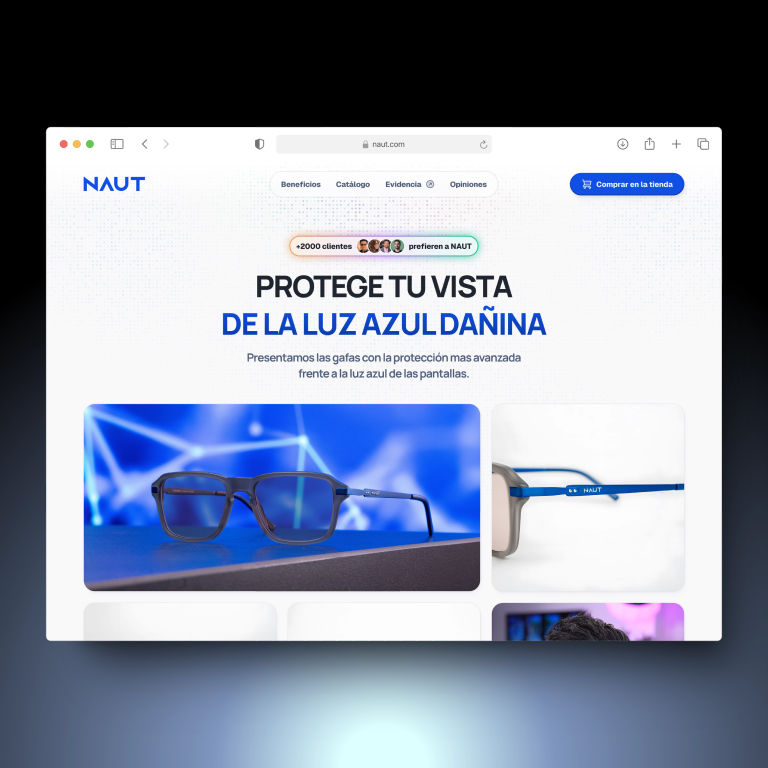 naut.com
NAUT
Beneficios Catálogo Evidencia Opiniones
Comprar en la tienda
+2000 clientes prefieren a NAUT
PROTEGE TU VISTA
DE LA LUZ AZUL DAÑINA
Presentamos las gafas con la protección mas avanzada
frente a la luz azul de las pantallas.
NAUT
NAUT